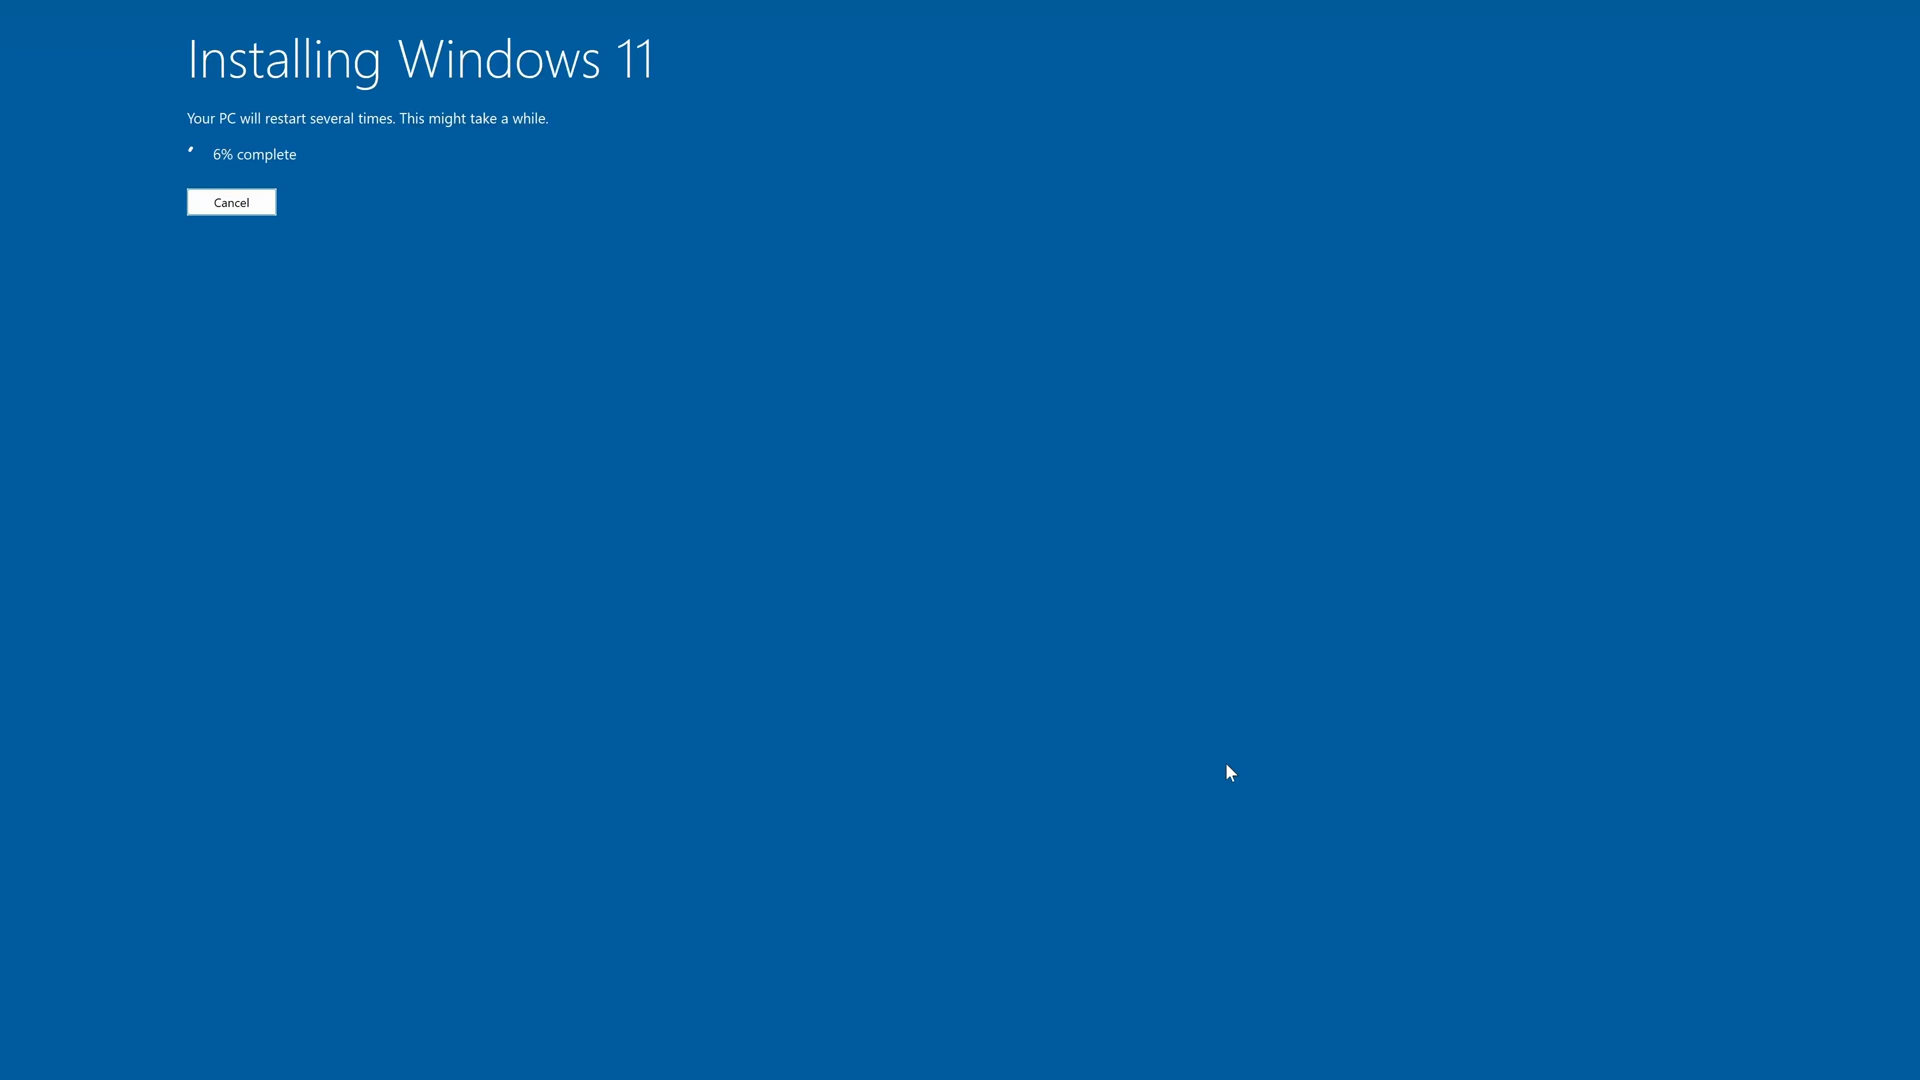 Installing Windows 11
Your PC will restart several times. This might take a while.
6% complete
Cancel